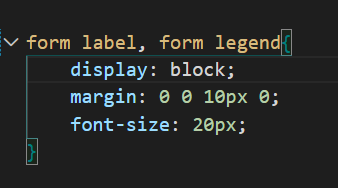 form label, form legend{
    display: block;
    margin: 0 0 10px 0;
    font-size: 20px;
}